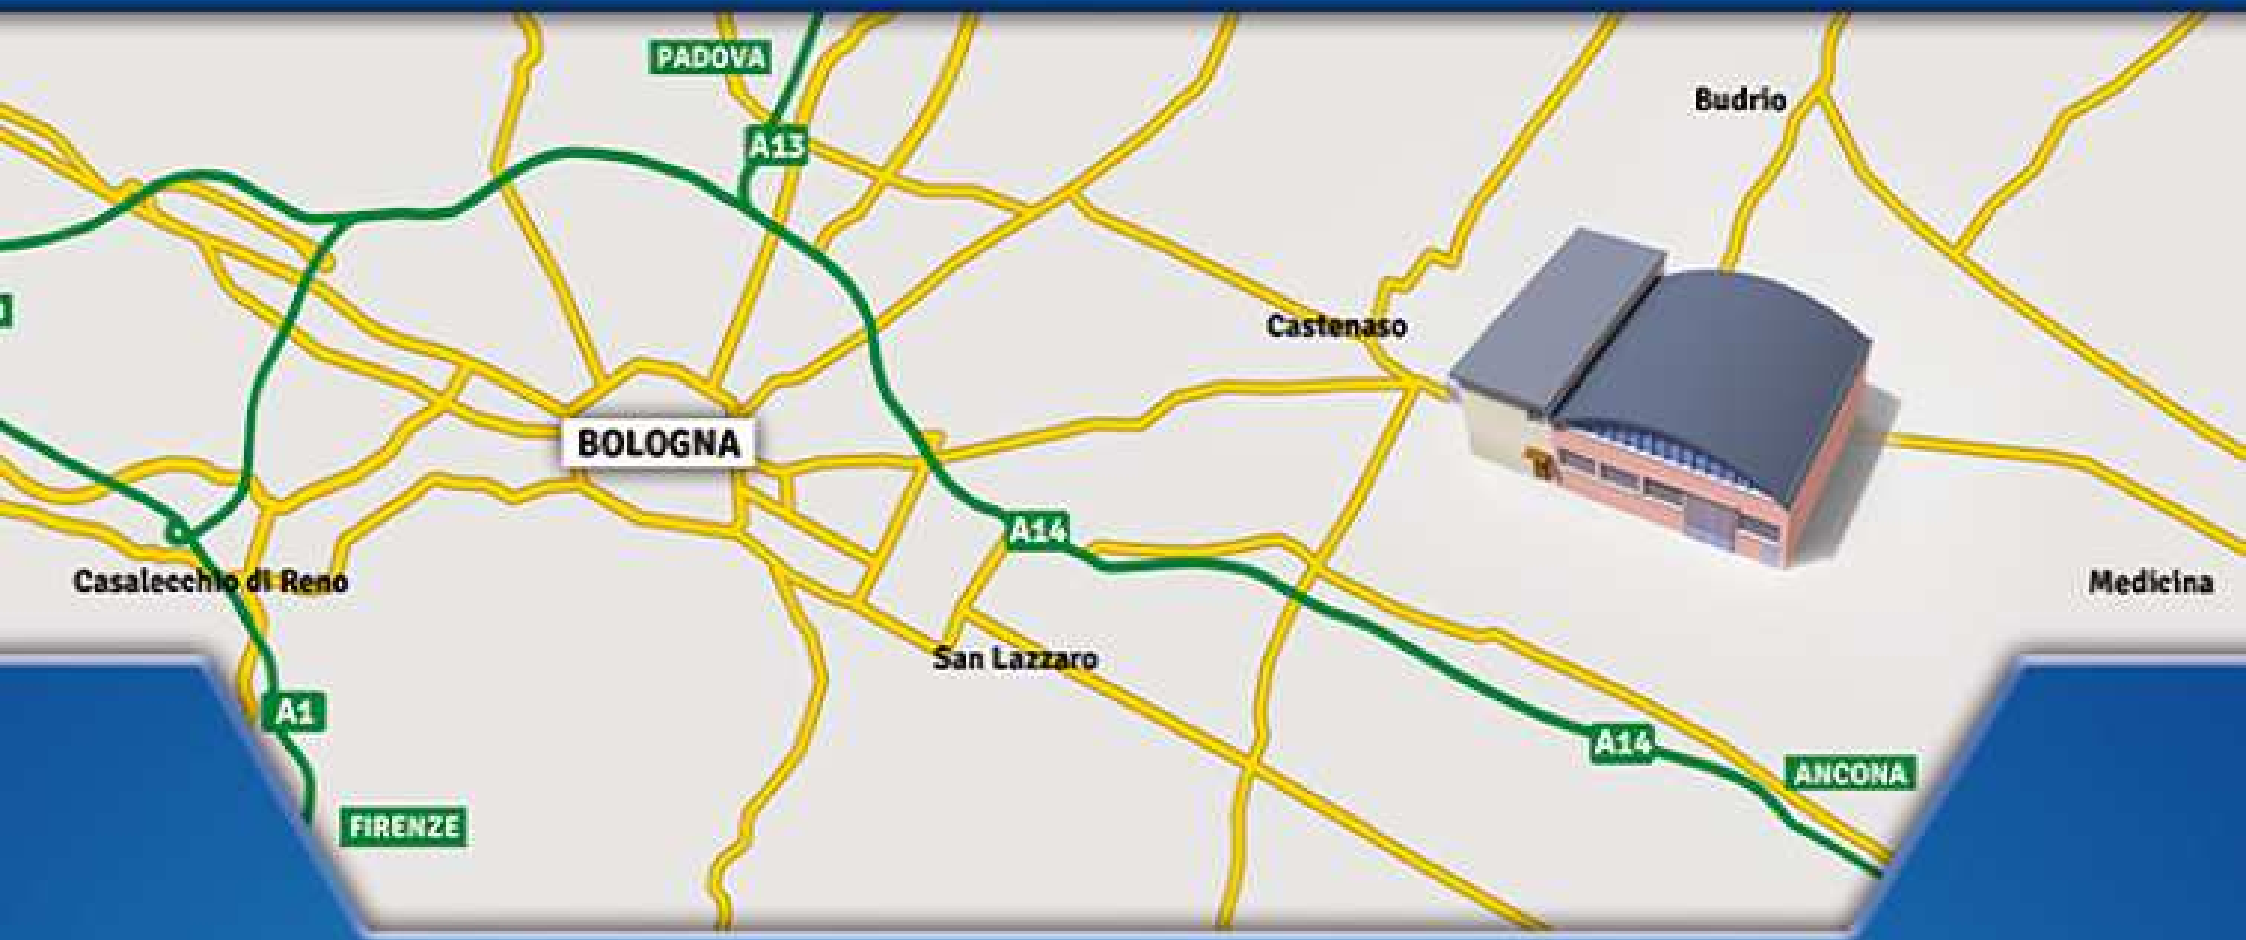 PADOVA
Budrio
A13
Castenaso
BOLOGNA
A14
Casalecchio di Reno
Medicina
San Lazzaro
A1
A14
ANCONA
FIRENZE